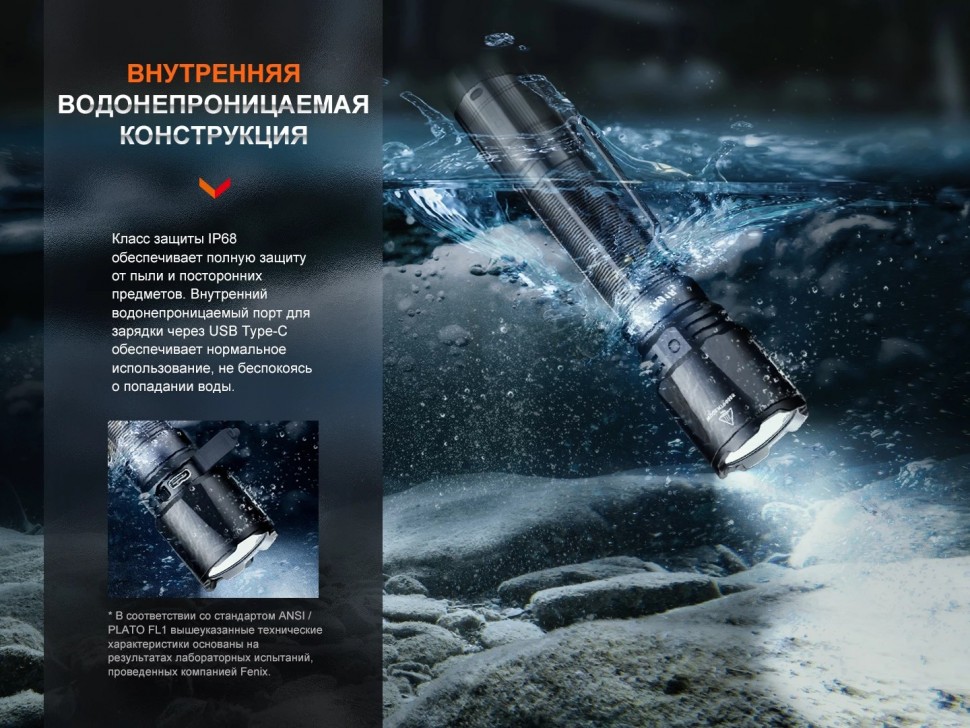 ВНУТРЕННЯЯ
ВОДОНЕПРОНИЦАЕМАЯ
КОНСТРУКЦИЯ
Класс защиты IP68
обеспечивает полную защиту
от пыли и посторонних
предметов. Внутренний
водонепроницаемый порт для
зарядки через USB Type-C
обеспечивает нормальное
использование, не беспокоясь
о попадании воды.
* В соответствии со стандартом ANSI /
PLATO FL1 вышеуказанные технические
характеристики основаны на
результатах лабораторных испытаний,
проведенных компанией Fenix.